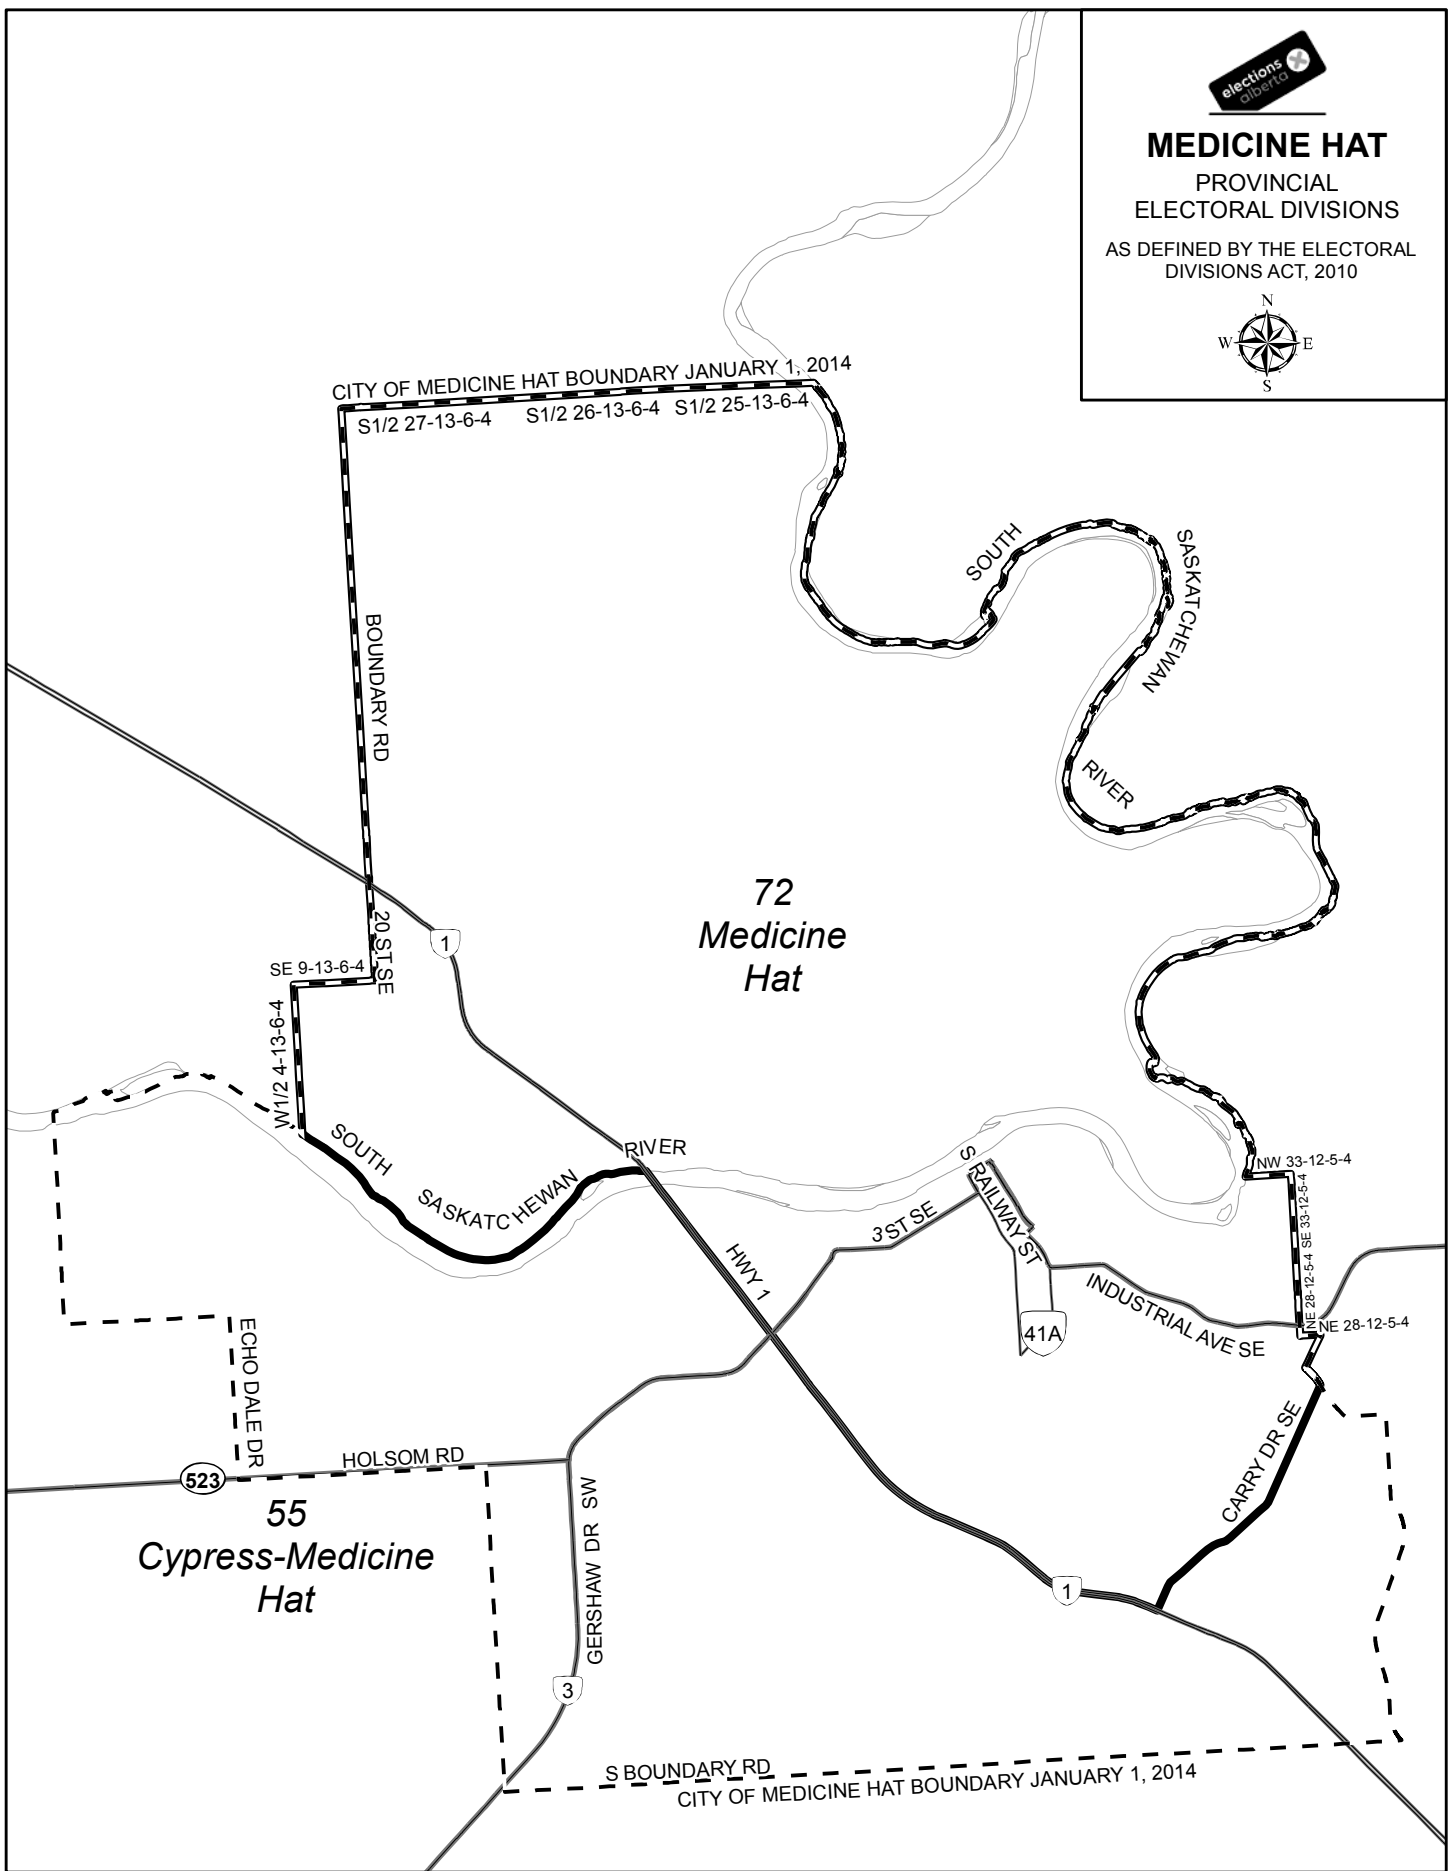 elections
alberta
MEDICINE HAT
PROVINCIAL
ELECTORAL DIVISIONS
AS DEFINED BY THE ELECTORAL
DIVISIONS ACT, 2010
N
W E
S
CITY OF MEDICINE HAT BOUNDARY JANUARY 1, 2014
S1/2 27-13-6-4 S1/2 26-13-6-4 S1/2 25-13-6-4
SOUTH
SASKATCHEWAN
RIVER
BOUNDARY RD
72
Medicine
Hat
20 ST SE
1
SE 9-13-6-4
W1/2 4-13-6-4
SOUTH
SASKATCHEWAN
RIVER
NW 33-12-5-4
SE 33-12-5-4
NE 28-12-5-4
NE 28-12-5-4
S RAILWAY ST
3 ST SE
HWY 1
INDUSTRIAL AVE SE
41A
ECHO DALE DR
HOLSOM RD
523
55
Cypress-Medicine
Hat
GERSHAW DR SW
CARRY DR SE
1
3
S BOUNDARY RD
CITY OF MEDICINE HAT BOUNDARY JANUARY 1, 2014